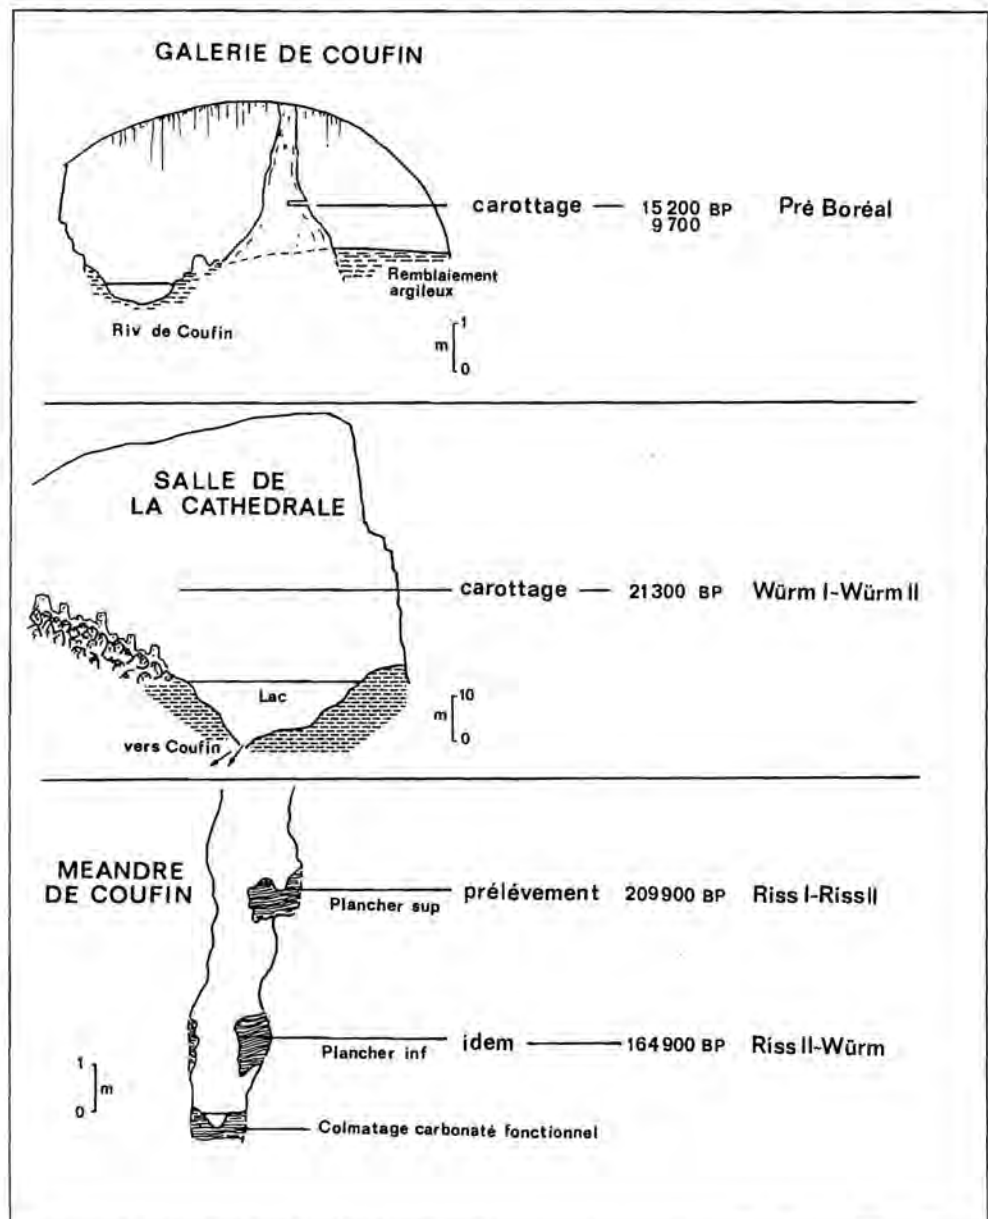 GALERIE DE COUFIN
carottage — 15 200 BP Pré Boréal
9 700
Remblaiement
argileux
Riv de Coufin
1
m
0
SALLE DE
LA CATHEDRALE
carottage — 21300 BP Würm I-Würm II
Lac
10
m
0
vers Coufin
MEANDRE
DE COUFIN
prélévement 209900 BP Riss I-Riss II
Plancher sup
idem — 164900 BP Riss II-Würm
Plancher inf
1
m
0
Colmatage carbonaté fonctionnel